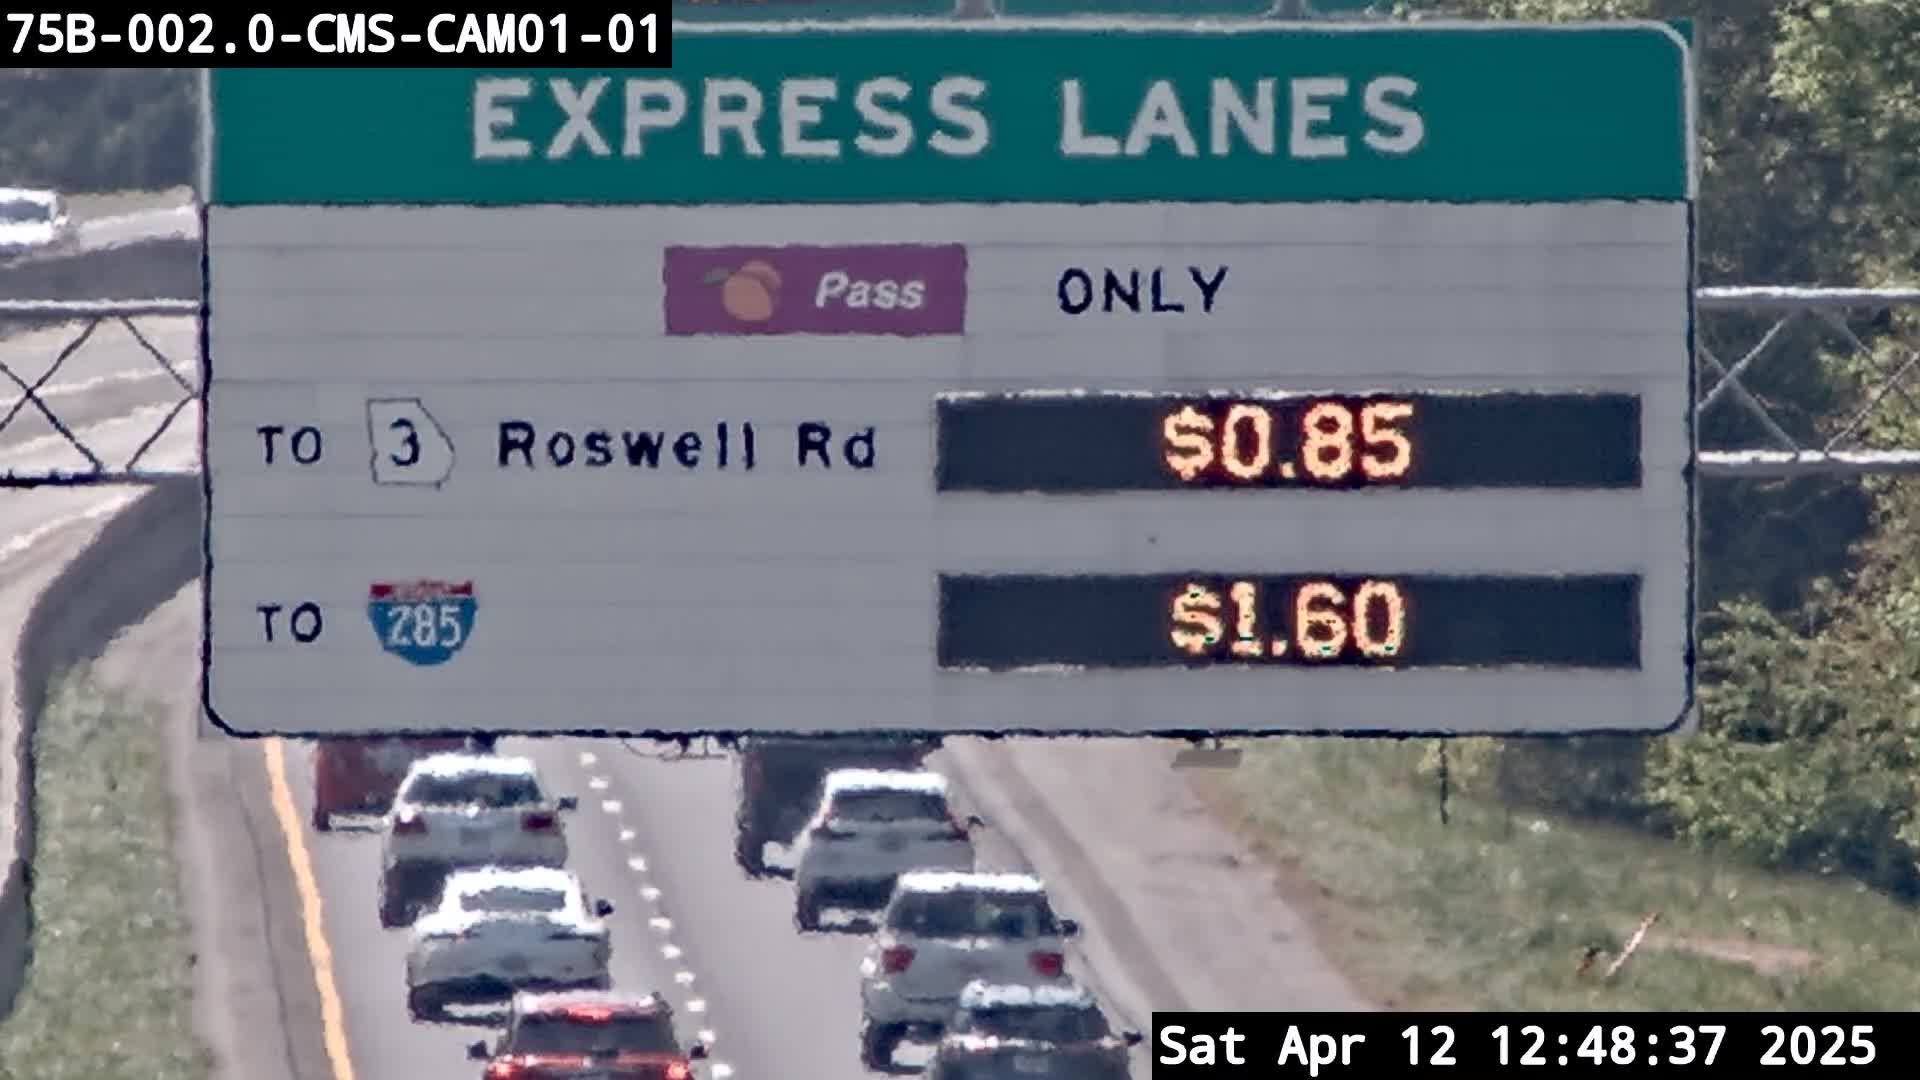 75B-002.0-CMS-CAM01-01
EXPRESS LANES
Pass ONLY
TO 3 Roswell Rd $0.85
TO 285 $1.60
Sat Apr 12 12:48:37 2025